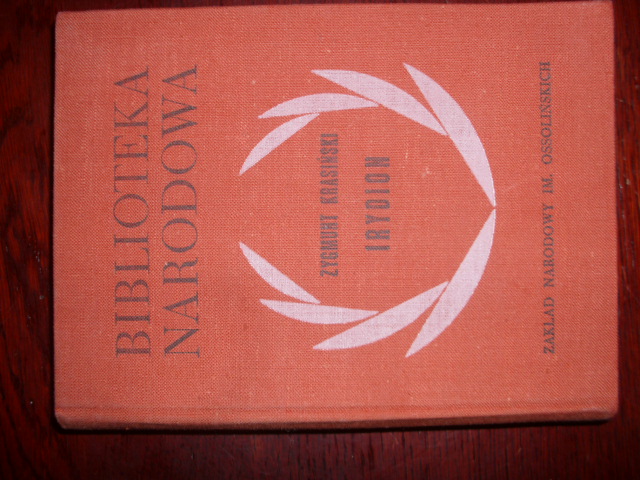 BIBLIOTEKA
NARODOWA
ZYGMUNT KRASIŃSKI
IRYDION
ZAKŁAD NARODOWY IM. OSSOLIŃSKICH